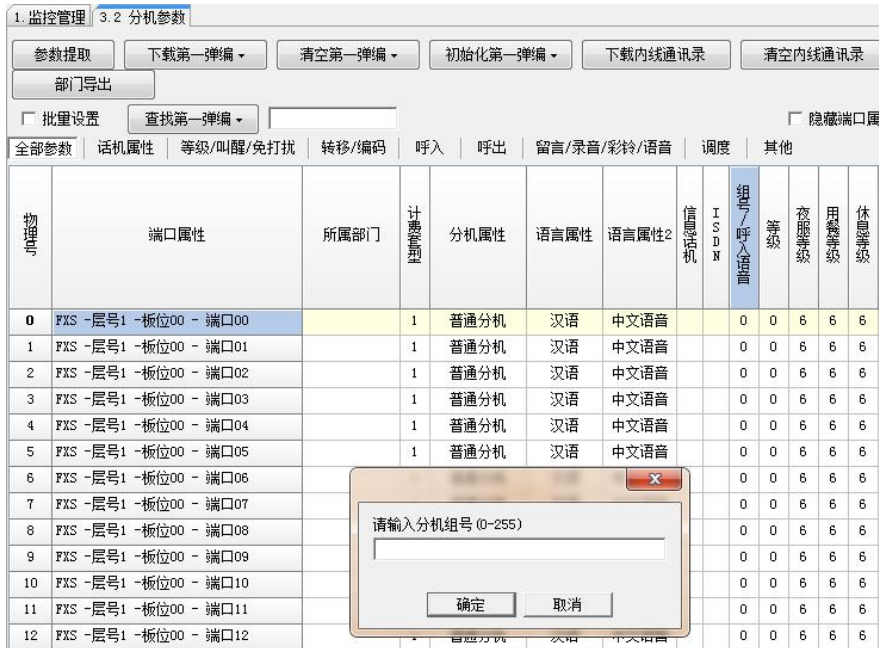 1. 监控管理 3.2 分机参数
参数提取 下载第一弹编 清空第一弹编 初始化第一弹编 下载内线通讯录 清空内线通讯录
部门导出
批量设置 查找第一弹编 隐藏端口属
全部参数 话机属性 等级/叫醒/免打扰 转移/编码 呼入 呼出 留言/录音/彩铃/语音 调度 其他
物理号 端口属性 所属部门 计费套型 分机属性 语言属性 语言属性2 信息话机 ISDN 组号/呼入语音 等级 夜服等级 用餐等级 休息等级
0 FXS -层号1 -板位00 - 端口00 1 普通分机 汉语 中文语音 0 0 6 6 6
1 FXS -层号1 -板位00 - 端口01 1 普通分机 汉语 中文语音 0 0 6 6 6
2 FXS -层号1 -板位00 - 端口02 1 普通分机 汉语 中文语音 0 0 6 6 6
3 FXS -层号1 -板位00 - 端口03 1 普通分机 汉语 中文语音 0 0 6 6 6
4 FXS -层号1 -板位00 - 端口04 1 普通分机 汉语 中文语音 0 0 6 6 6
5 FXS -层号1 -板位00 - 端口05 1 普通分机 汉语 中文语音 0 0 6 6 6
6 FXS -层号1 -板位00 - 端口06 0 0 6 6 6
7 FXS -层号1 -板位00 - 端口07 0 0 6 6 6
8 FXS -层号1 -板位00 - 端口08 0 0 6 6 6
9 FXS -层号1 -板位00 - 端口09 0 0 6 6 6
10 FXS -层号1 -板位00 - 端口10 0 0 6 6 6
11 FXS -层号1 -板位00 - 端口11 0 0 6 6 6
12 FXS -层号1 -板位00 - 端口12 0 0 6 6 6
请输入分机组号(0-255)
确定 取消